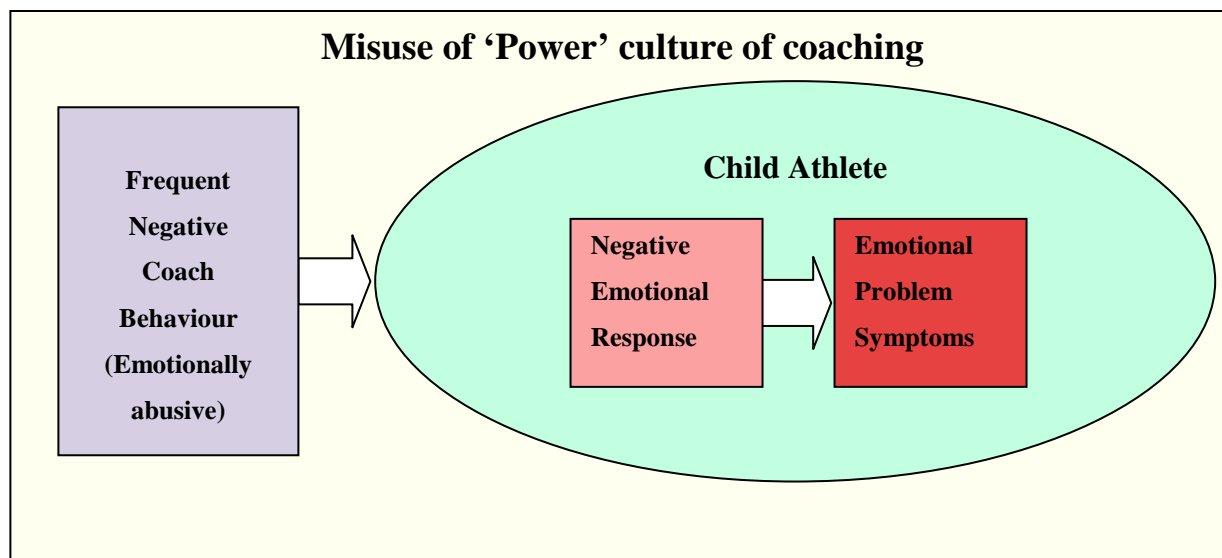 Misuse of ‘Power’ culture of coaching
Frequent
Negative
Coach
Behaviour
(Emotionally
abusive)
Child Athlete
Negative
Emotional
Response
Emotional
Problem
Symptoms